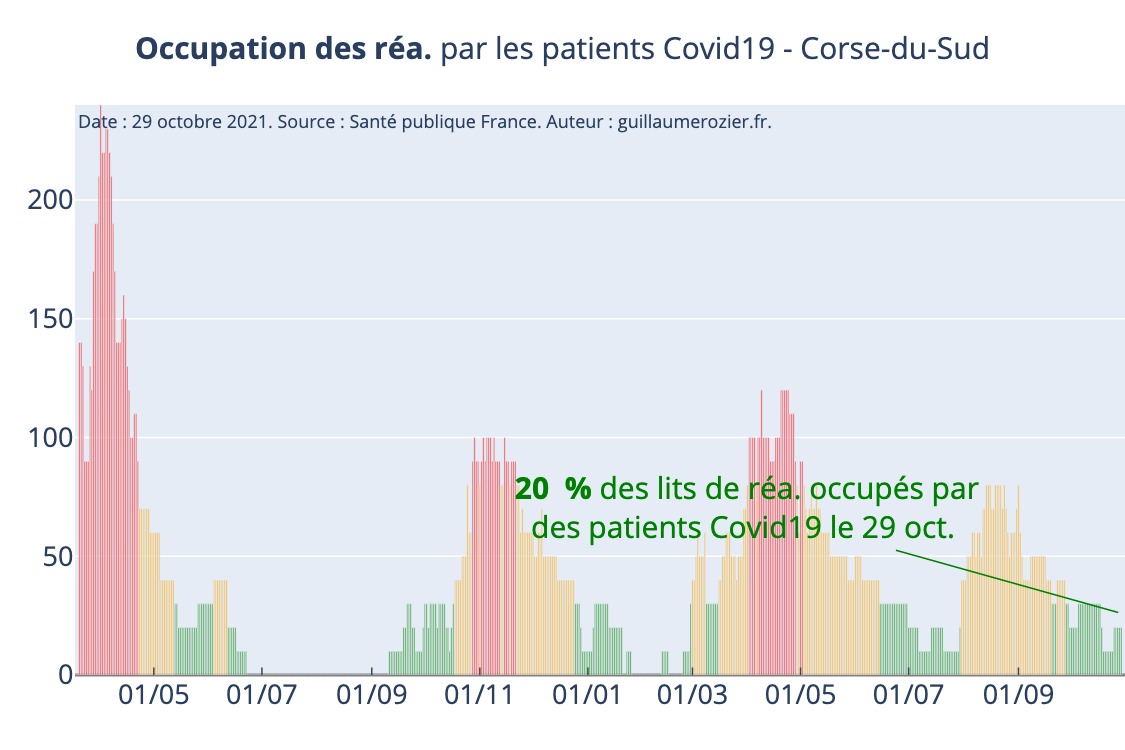 Occupation des réa. par les patients Covid19 - Corse-du-Sud
Date : 29 octobre 2021. Source : Santé publique France. Auteur : guillaumerozier.fr.
200
150
100
50
0
20 % des lits de réa. occupés par
des patients Covid19 le 29 oct.
01/05 01/07 01/09 01/11 01/01 01/03 01/05 01/07 01/09